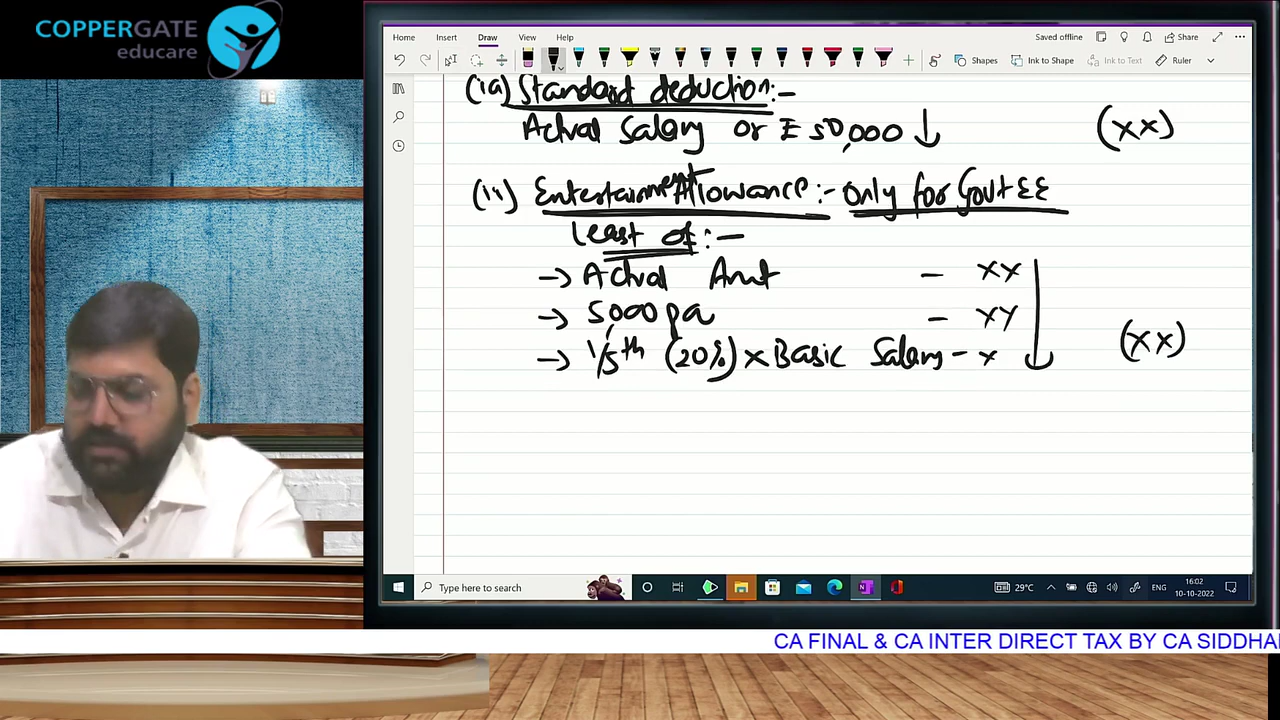 COPPERGATE
educare
Home Insert Draw View Help
Saved offline Share
Shapes Ink to Shape Ink to Text Ruler
(ia) Standard deduction:-
Actual Salary or ₹ 50,000 ↓ (xx)
(ii) Entertainment Allowance:- Only for Govt EE
Least of:-
→ Actual Amt - xx
→ 5,000 pa - xy
→ 1/5th (20%) x Basic Salary - x (xx)
Type here to search
29°C ENG 16:02
10-10-2022
CA FINAL & CA INTER DIRECT TAX BY CA SIDDHA